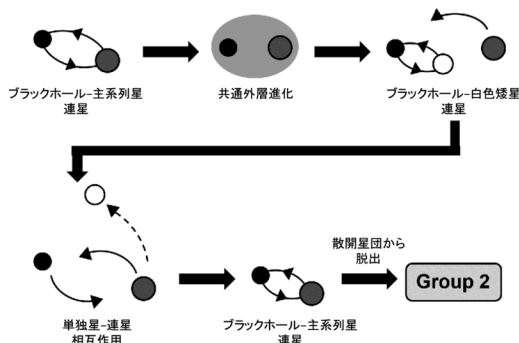 ブラックホール-主系列星
連星
共通外層進化
ブラックホール-白色矮星
連星
単独星-連星
相互作用
ブラックホール-主系列星
連星
散開星団から
脱出
Group 2